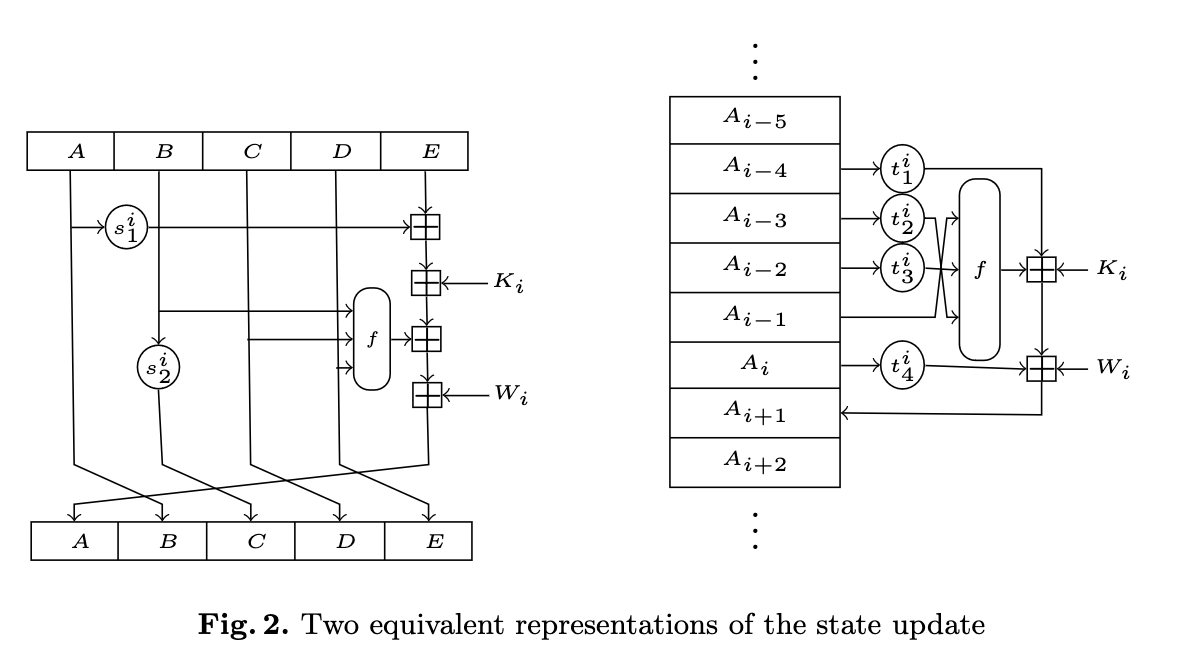 A B C D E
s_1^i
K_i
f
s_2^i
W_i
A B C D E
⋮
A_{i−5}
A_{i−4} t_1^i
A_{i−3} t_2^i
A_{i−2} t_3^i f K_i
A_{i−1}
A_i t_4^i W_i
A_{i+1}
A_{i+2}
⋮
Fig. 2. Two equivalent representations of the state update